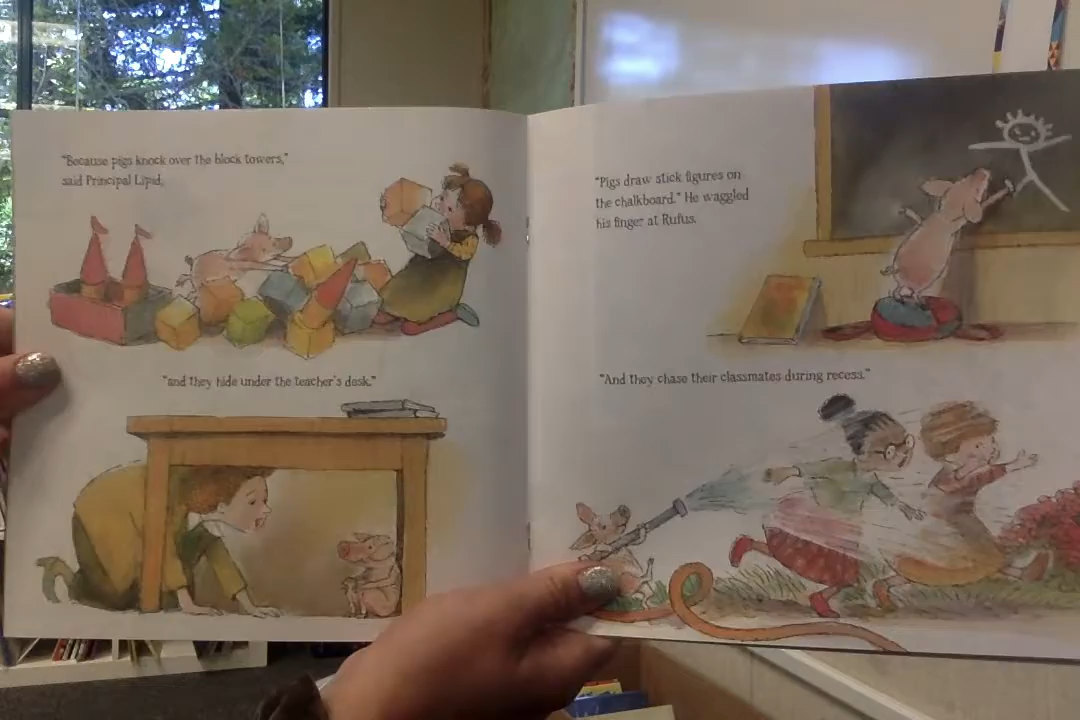 "Because pigs knock over the block towers,"
said Principal Lipid,
"and they hide under the teacher's desk."
"Pigs draw stick figures on
the chalkboard." He waggled
his finger at Rufus.
"And they chase their classmates during recess."